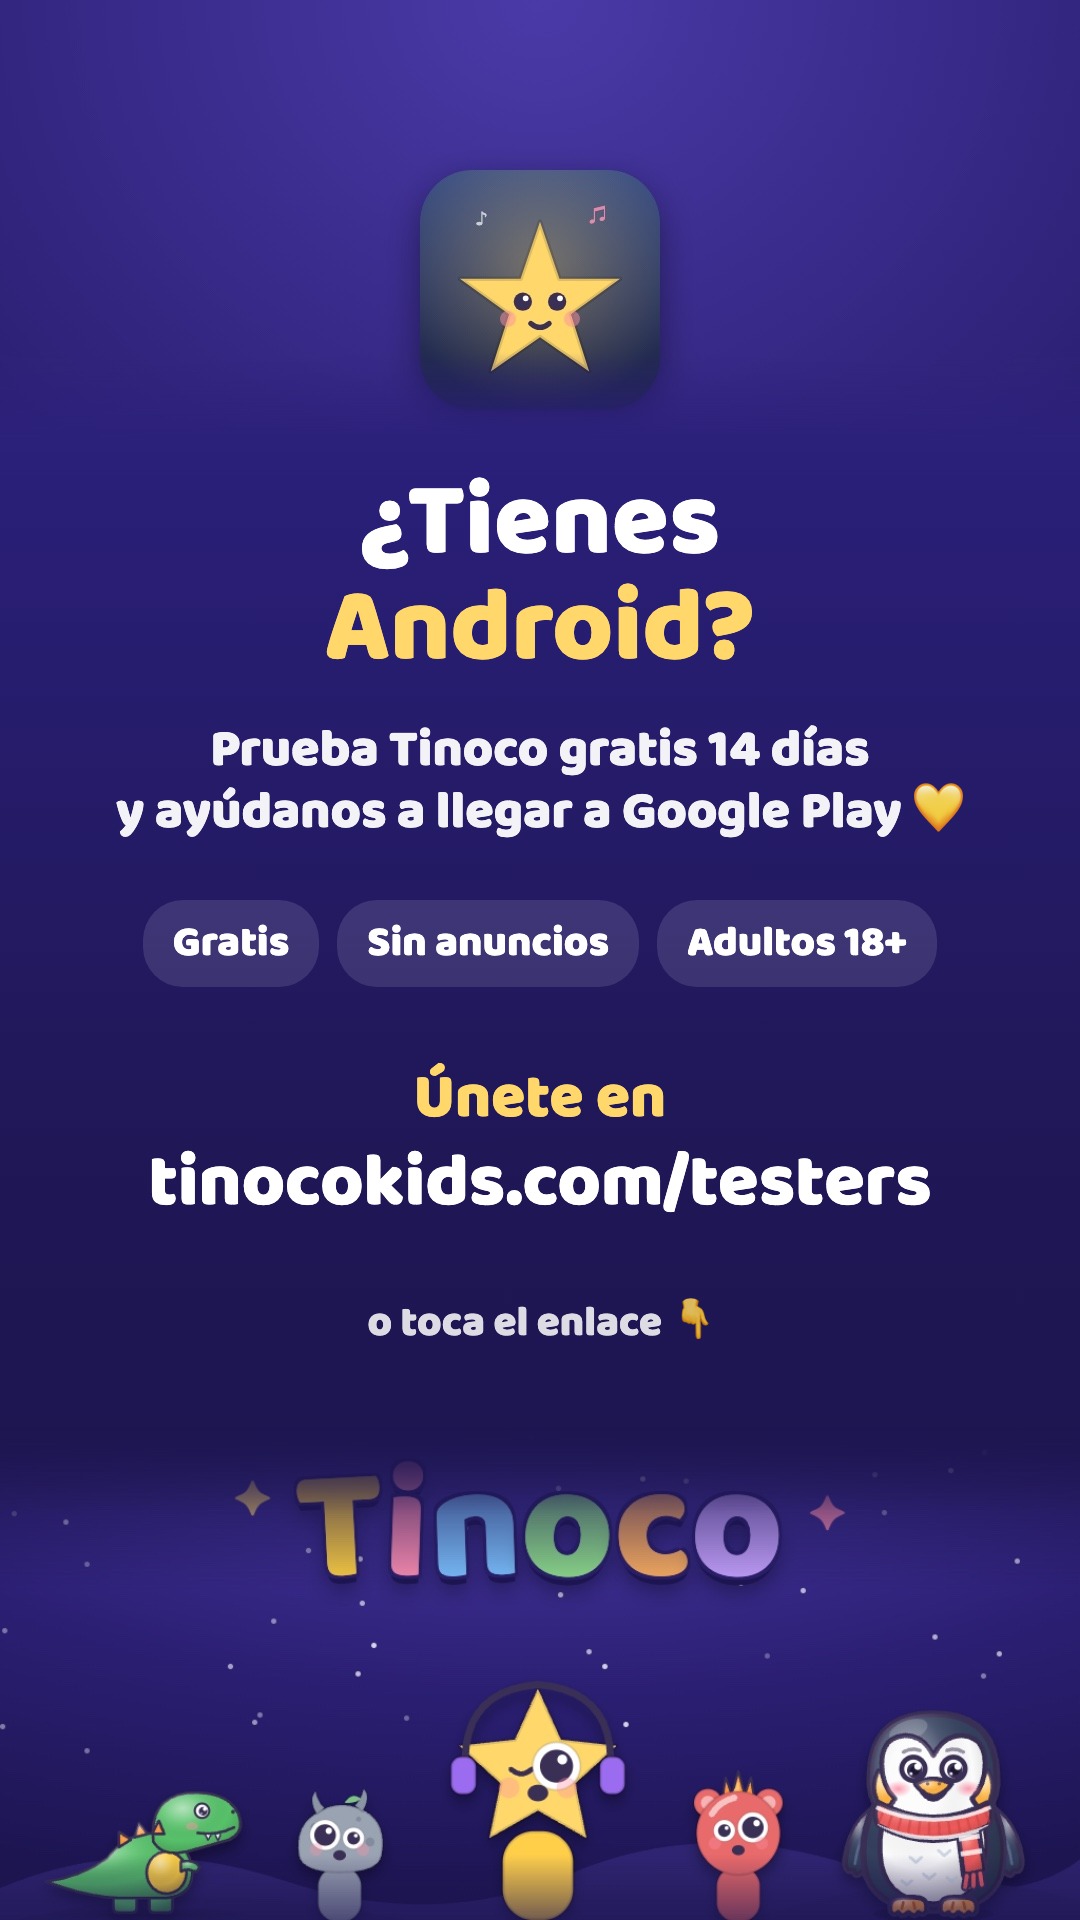 ¿Tienes
Android?
Prueba Tinoco gratis 14 días
y ayúdanos a llegar a Google Play 💛
Gratis
Sin anuncios
Adultos 18+
Únete en
tinocokids.com/testers
o toca el enlace 👇
Tinoco